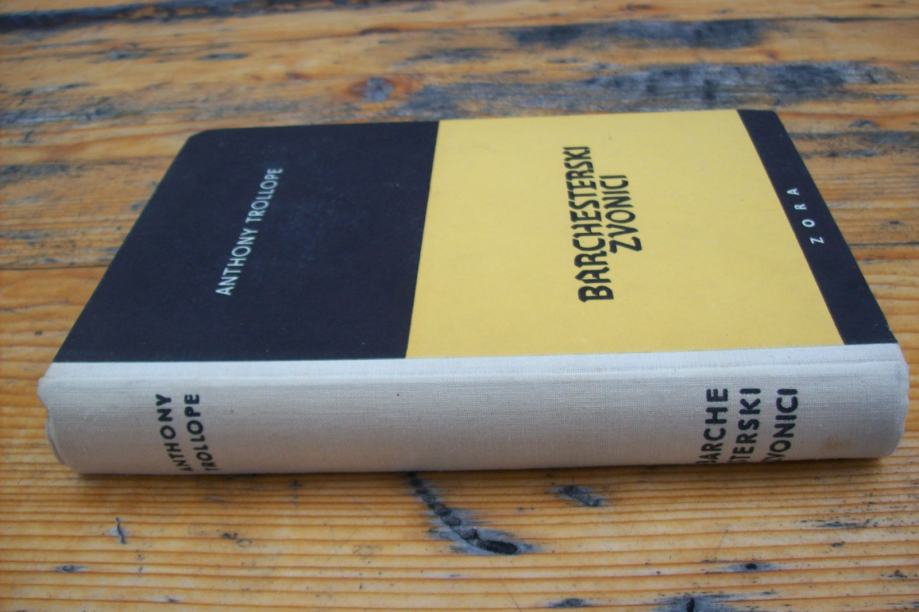 ANTHONY TROLLOPE
BARCHESTERSKI
ZVONICI
ZORA
ANTHONY
TROLLOPE
BARCHE
STERSKI
ZVONICI